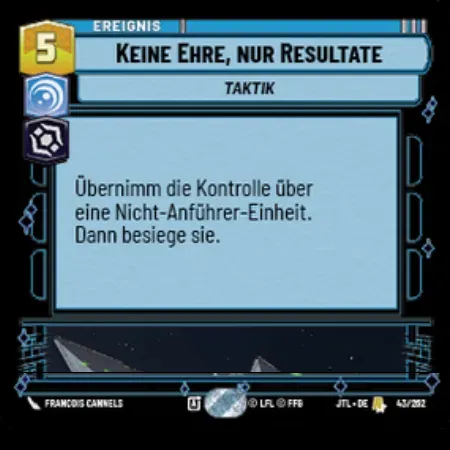 EREIGNIS
5
KEINE EHRE, NUR RESULTATE
TAKTIK
Übernimm die Kontrolle über
eine Nicht-Anführer-Einheit.
Dann besiege sie.
FRANCOIS CANNELS © LFL © FFG JTL • DE 43/262